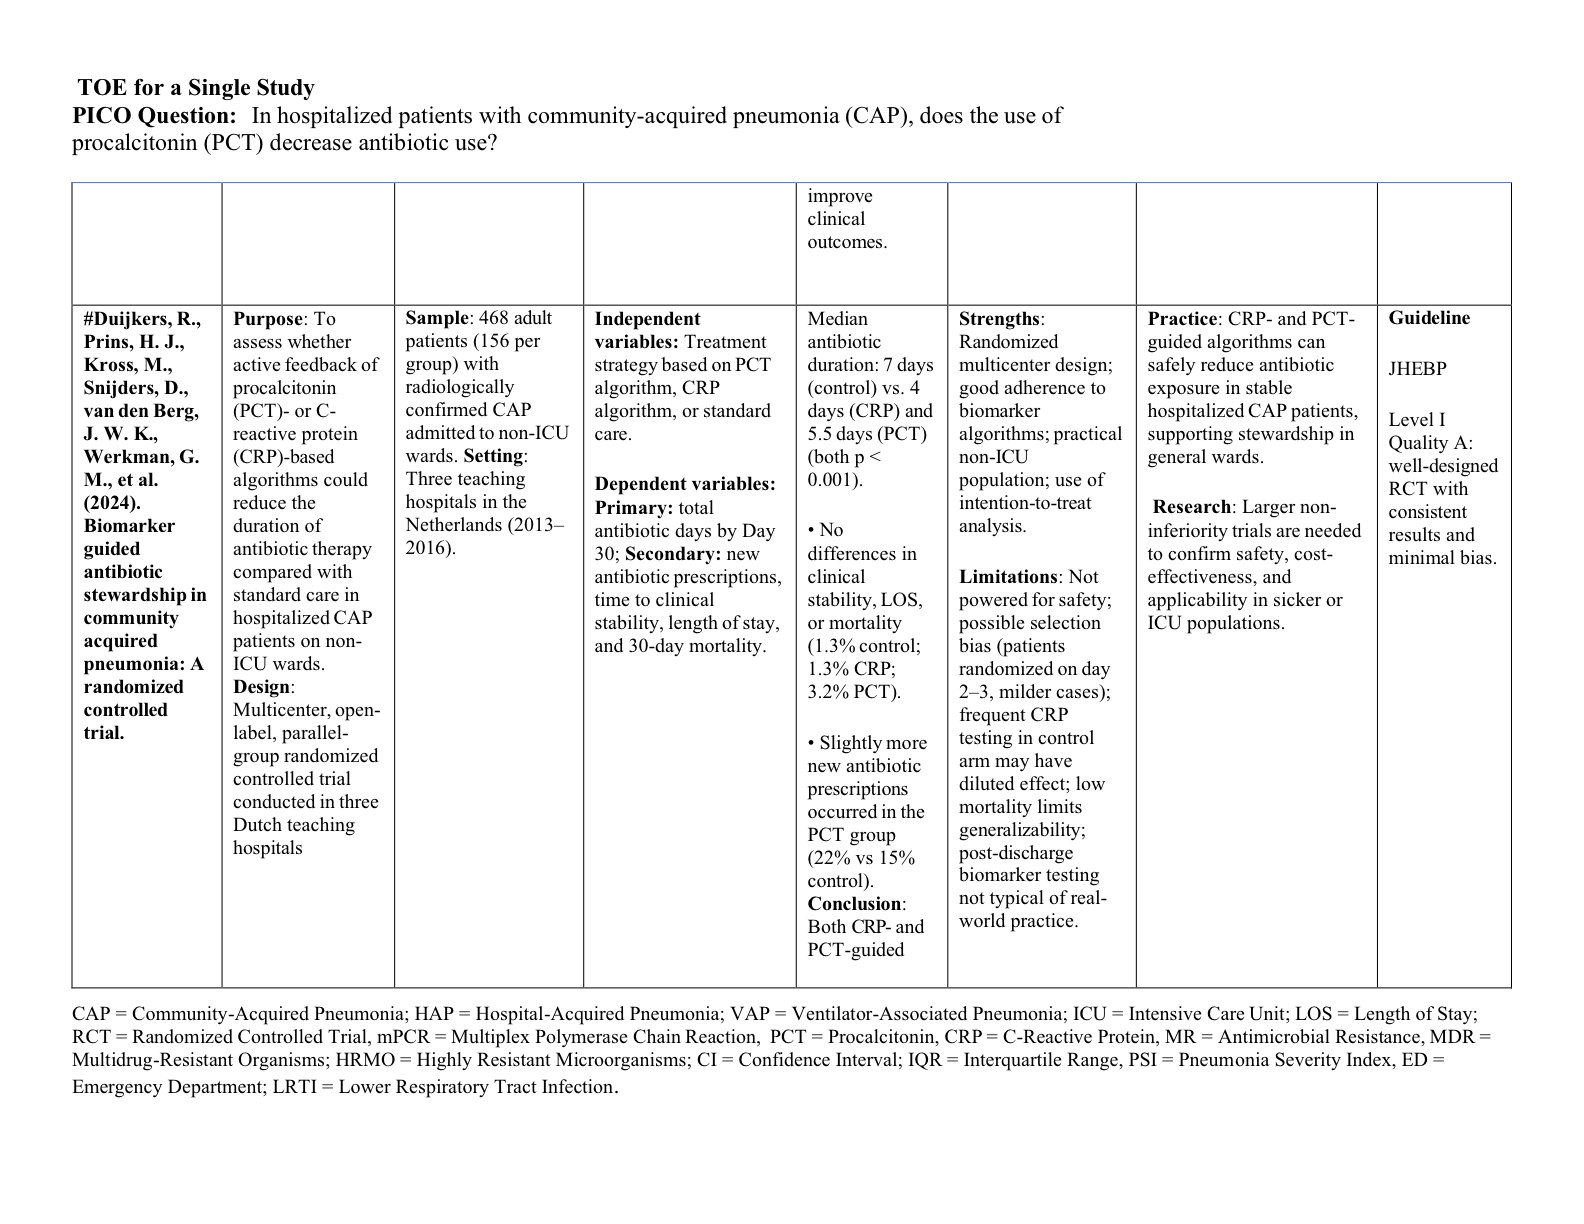 TOE for a Single Study
PICO Question: In hospitalized patients with community-acquired pneumonia (CAP), does the use of
procalcitonin (PCT) decrease antibiotic use?
improve
clinical
outcomes.
#Duijkers, R.,
Prins, H. J.,
Kross, M.,
Snijders, D.,
van den Berg,
J. W. K.,
Werkman, G.
M., et al.
(2024).
Biomarker
guided
antibiotic
stewardship in
community
acquired
pneumonia: A
randomized
controlled
trial.
Purpose: To
assess whether
active feedback of
procalcitonin
(PCT)- or C-
reactive protein
(CRP)-based
algorithms could
reduce the
duration of
antibiotic therapy
compared with
standard care in
hospitalized CAP
patients on non-
ICU wards.
Design:
Multicenter, open-
label, parallel-
group randomized
controlled trial
conducted in three
Dutch teaching
hospitals
Sample: 468 adult
patients (156 per
group) with
radiologically
confirmed CAP
admitted to non-ICU
wards. Setting:
Three teaching
hospitals in the
Netherlands (2013–
2016).
Independent
variables: Treatment
strategy based on PCT
algorithm, CRP
algorithm, or standard
care.
Dependent variables:
Primary: total
antibiotic days by Day
30; Secondary: new
antibiotic prescriptions,
time to clinical
stability, length of stay,
and 30-day mortality.
Median
antibiotic
duration: 7 days
(control) vs. 4
days (CRP) and
5.5 days (PCT)
(both p <
0.001).
• No
differences in
clinical
stability, LOS,
or mortality
(1.3% control;
1.3% CRP;
3.2% PCT).
• Slightly more
new antibiotic
prescriptions
occurred in the
PCT group
(22% vs 15%
control).
Conclusion:
Both CRP- and
PCT-guided
Strengths:
Randomized
multicenter design;
good adherence to
biomarker
algorithms; practical
non-ICU
population; use of
intention-to-treat
analysis.
Limitations: Not
powered for safety;
possible selection
bias (patients
randomized on day
2–3, milder cases);
frequent CRP
testing in control
arm may have
diluted effect; low
mortality limits
generalizability;
post-discharge
biomarker testing
not typical of real-
world practice.
Practice: CRP- and PCT-
guided algorithms can
safely reduce antibiotic
exposure in stable
hospitalized CAP patients,
supporting stewardship in
general wards.
Research: Larger non-
inferiority trials are needed
to confirm safety, cost-
effectiveness, and
applicability in sicker or
ICU populations.
Guideline
JHEBP
Level I
Quality A:
well-designed
RCT with
consistent
results and
minimal bias.
CAP = Community-Acquired Pneumonia; HAP = Hospital-Acquired Pneumonia; VAP = Ventilator-Associated Pneumonia; ICU = Intensive Care Unit; LOS = Length of Stay;
RCT = Randomized Controlled Trial, mPCR = Multiplex Polymerase Chain Reaction, PCT = Procalcitonin, CRP = C-Reactive Protein, MR = Antimicrobial Resistance, MDR =
Multidrug-Resistant Organisms; HRMO = Highly Resistant Microorganisms; CI = Confidence Interval; IQR = Interquartile Range, PSI = Pneumonia Severity Index, ED =
Emergency Department; LRTI = Lower Respiratory Tract Infection.